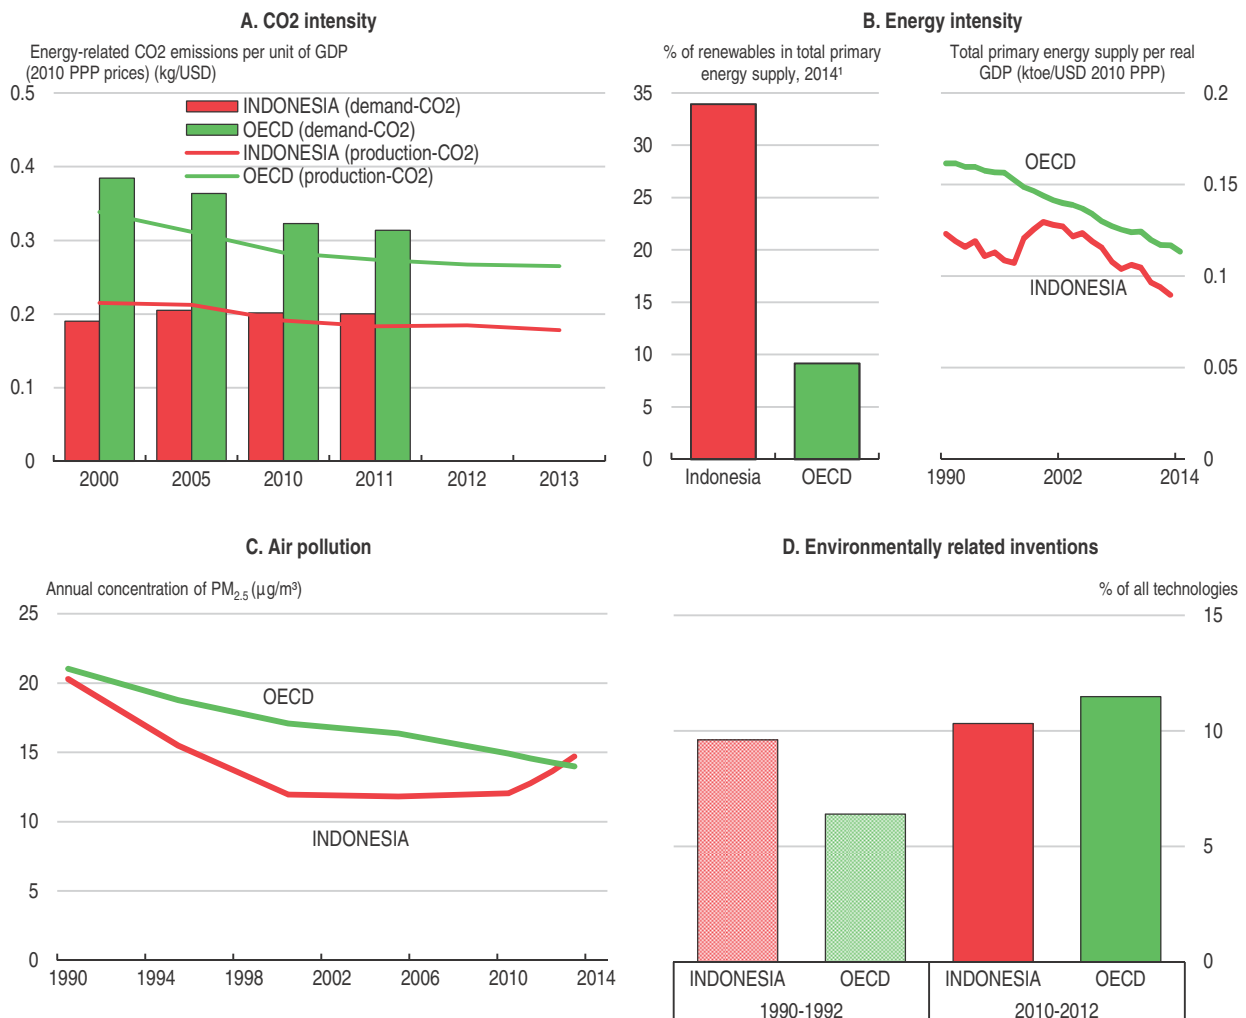 A. CO2 intensity
Energy-related CO2 emissions per unit of GDP
(2010 PPP prices) (kg/USD)
0.5
0.4
0.3
0.2
0.1
0
INDONESIA (demand-CO2)
OECD (demand-CO2)
INDONESIA (production-CO2)
OECD (production-CO2)
2000 2005 2010 2011 2012 2013
B. Energy intensity
% of renewables in total primary
energy supply, 2014¹
35
30
25
20
15
10
5
0
Indonesia OECD
Total primary energy supply per real
GDP (ktoe/USD 2010 PPP)
0.2
0.15
0.1
0.05
0
OECD
INDONESIA
1990 2002 2014
C. Air pollution
Annual concentration of PM₂.₅ (µg/m³)
25
20
15
10
5
0
OECD
INDONESIA
1990 1994 1998 2002 2006 2010 2014
D. Environmentally related inventions
% of all technologies
15
10
5
0
INDONESIA OECD INDONESIA OECD
1990-1992 2010-2012